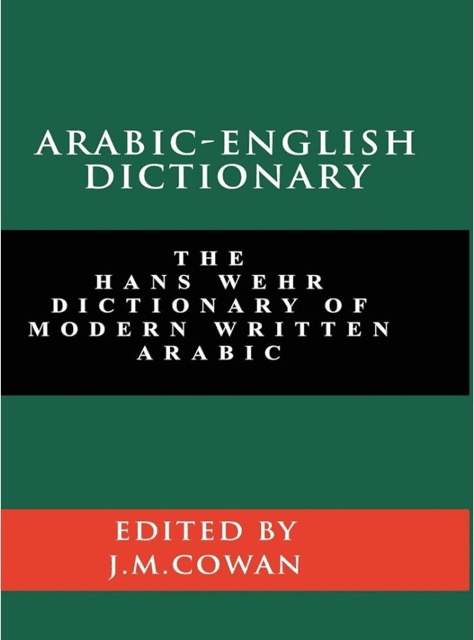 ARABIC-ENGLISH
DICTIONARY
THE
HANS WEHR
DICTIONARY OF
MODERN WRITTEN
ARABIC
EDITED BY
J.M.COWAN